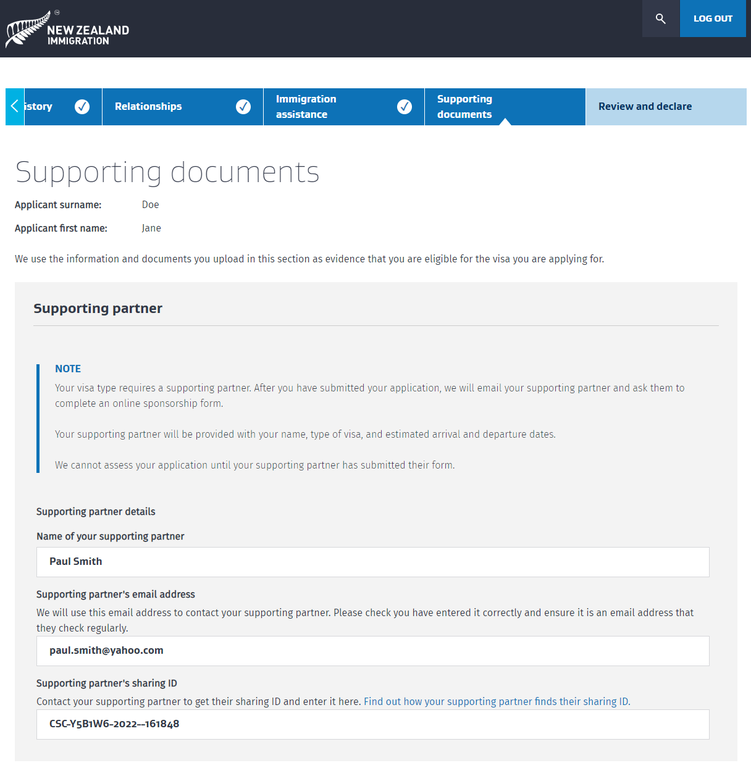 NEW ZEALAND
IMMIGRATION
LOG OUT
istory
Relationships
Immigration
assistance
Supporting
documents
Review and declare
Supporting documents
Applicant surname: Doe
Applicant first name: Jane
We use the information and documents you upload in this section as evidence that you are eligible for the visa you are applying for.
Supporting partner
NOTE
Your visa type requires a supporting partner. After you have submitted your application, we will email your supporting partner and ask them to
complete an online sponsorship form.
Your supporting partner will be provided with your name, type of visa, and estimated arrival and departure dates.
We cannot assess your application until your supporting partner has submitted their form.
Supporting partner details
Name of your supporting partner
Paul Smith
Supporting partner's email address
We will use this email address to contact your supporting partner. Please check you have entered it correctly and ensure it is an email address that
they check regularly.
paul.smith@yahoo.com
Supporting partner's sharing ID
Contact your supporting partner to get their sharing ID and enter it here. Find out how your supporting partner finds their sharing ID.
CSC-Y5B1W6-2022--161848